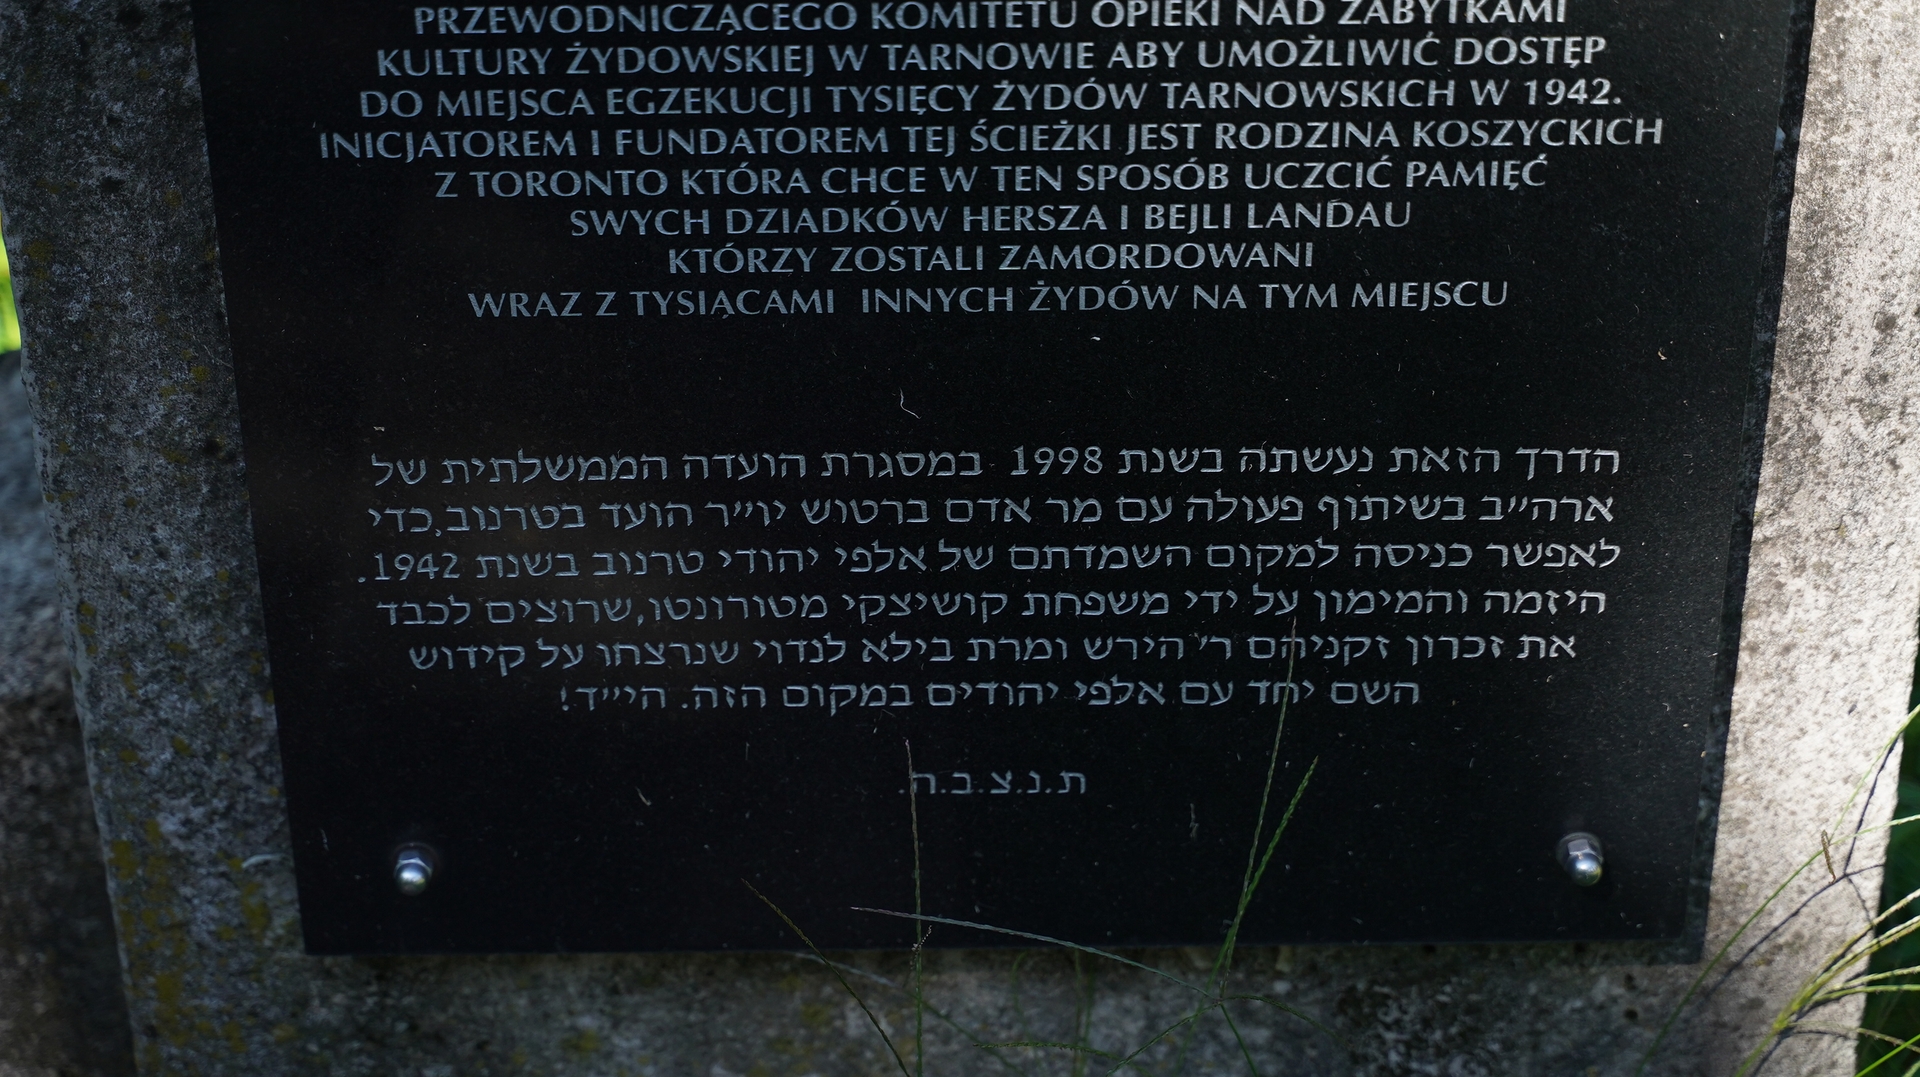 PRZEWODNICZĄCEGO KOMITETU OPIEKI NAD ZABYTKAMI
KULTURY ŻYDOWSKIEJ W TARNOWIE ABY UMOŻLIWIĆ DOSTĘP
DO MIEJSCA EGZEKUCJI TYSIĘCY ŻYDÓW TARNOWSKICH W 1942.
INICJATOREM I FUNDATOREM TEJ ŚCIEŻKI JEST RODZINA KOSZYCKICH
Z TORONTO KTÓRA CHCE W TEN SPOSÓB UCZCIĆ PAMIĘĆ
SWYCH DZIADKÓW HERSZA I BEJLI LANDAU
KTÓRZY ZOSTALI ZAMORDOWANI
WRAZ Z TYSIĄCAMI INNYCH ŻYDÓW NA TYM MIEJSCU
הדרך הזאת נעשתה בשנת 1998 במסגרת הועדה הממשלתית של
ארה״ב בשיתוף פעולה עם מר אדם ברטוש יו״ר הועד בטרנוב,כדי
לאפשר כניסה למקום השמדתם של אלפי יהודי טרנוב בשנת 1942.
היזמה והמימון על ידי משפחת קושיצקי מטורונטו,שרוצים לכבד
את זכרון זקניהם ר׳ הירש ומרת בילא לנדוי שנרצחו על קידוש
השם יחד עם אלפי יהודים במקום הזה. הי״ד!
ת.נ.צ.ב.ה.